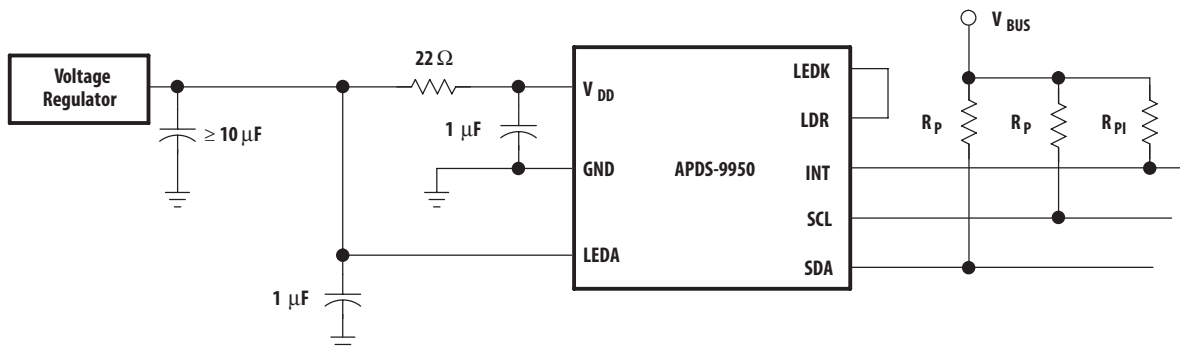 Voltage
Regulator
≥ 10 μF
22 Ω
1 μF
1 μF
V DD
GND
LEDA
APDS-9950
LEDK
LDR
INT
SCL
SDA
V BUS
R P
R P
R PI